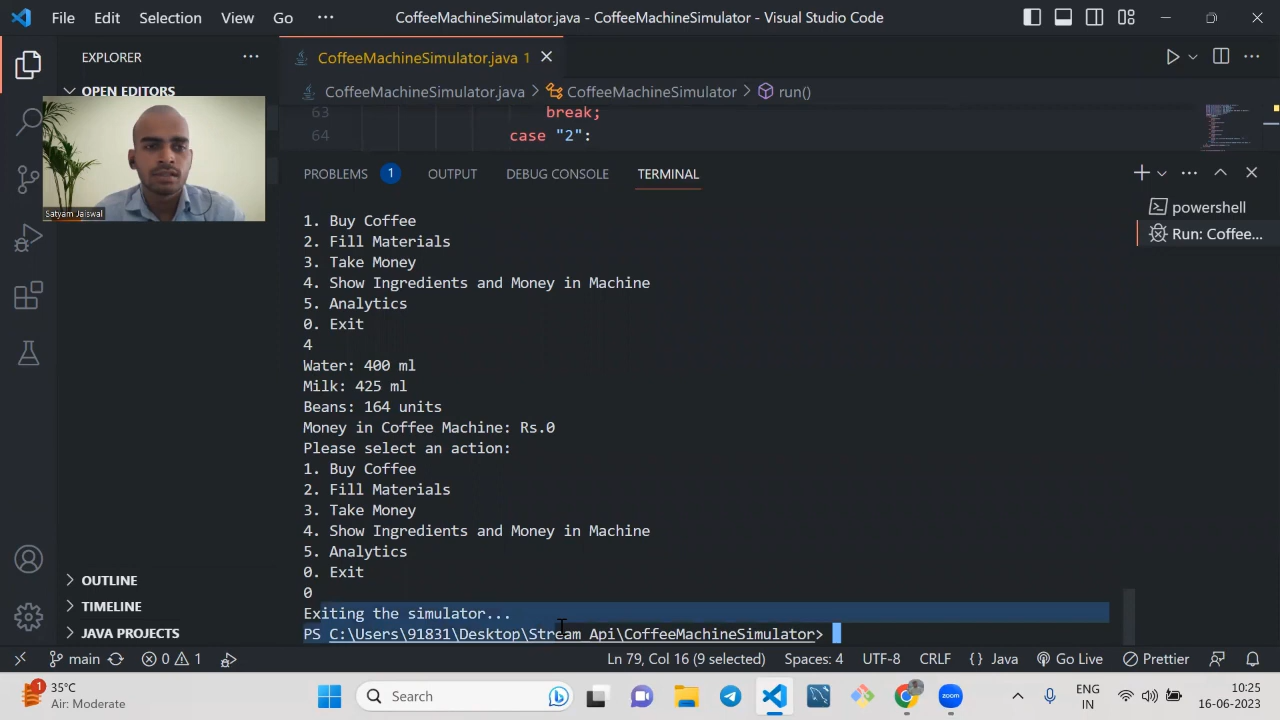 File Edit Selection View Go ··· CoffeeMachineSimulator.java - CoffeeMachineSimulator - Visual Studio Code
EXPLORER ···
OPEN EDITORS
Satyam Jaiswal
CoffeeMachineSimulator.java 1
CoffeeMachineSimulator.java > CoffeeMachineSimulator > run()
63 break;
64 case "2":
PROBLEMS 1 OUTPUT DEBUG CONSOLE TERMINAL
powershell
Run: Coffee...
1. Buy Coffee
2. Fill Materials
3. Take Money
4. Show Ingredients and Money in Machine
5. Analytics
0. Exit
4
Water: 400 ml
Milk: 425 ml
Beans: 164 units
Money in Coffee Machine: Rs.0
Please select an action:
1. Buy Coffee
2. Fill Materials
3. Take Money
4. Show Ingredients and Money in Machine
5. Analytics
0. Exit
0
Exiting the simulator...
PS C:\Users\91831\Desktop\Stream Api\CoffeeMachineSimulator>
OUTLINE
TIMELINE
JAVA PROJECTS
main 0 1 Ln 79, Col 16 (9 selected) Spaces: 4 UTF-8 CRLF {} Java Go Live Prettier
1 35°C
Air: Moderate
Search
ENG
IN
10:25
16-06-2023
zoom